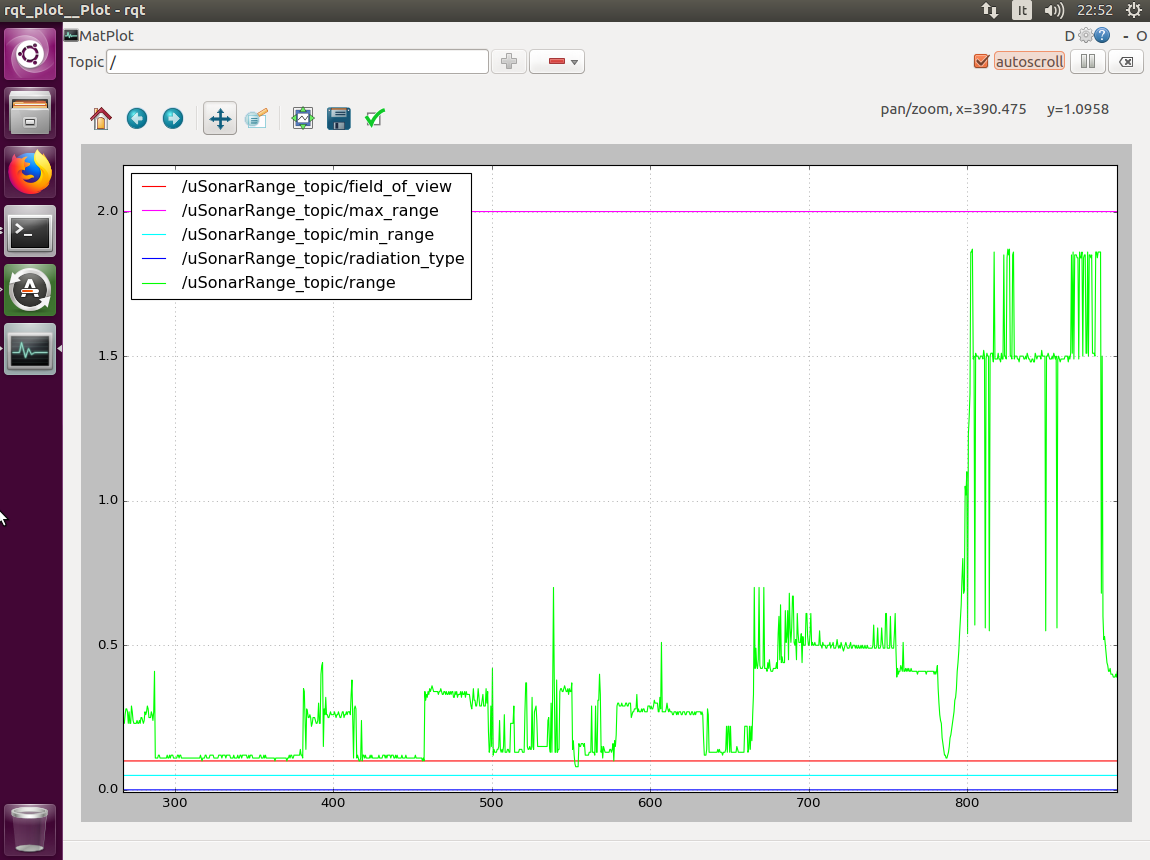 rqt_plot__Plot - rqt
It
22:52
MatPlot
D
- O
Topic
/
autoscroll
pan/zoom, x=390.475 y=1.0958
/uSonarRange_topic/field_of_view
/uSonarRange_topic/max_range
/uSonarRange_topic/min_range
/uSonarRange_topic/radiation_type
/uSonarRange_topic/range
2.0
1.5
1.0
0.5
0.0
300 400 500 600 700 800